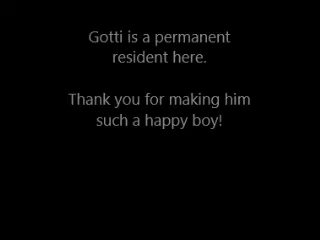 Gotti is a permanent
resident here.
Thank you for making him
such a happy boy!